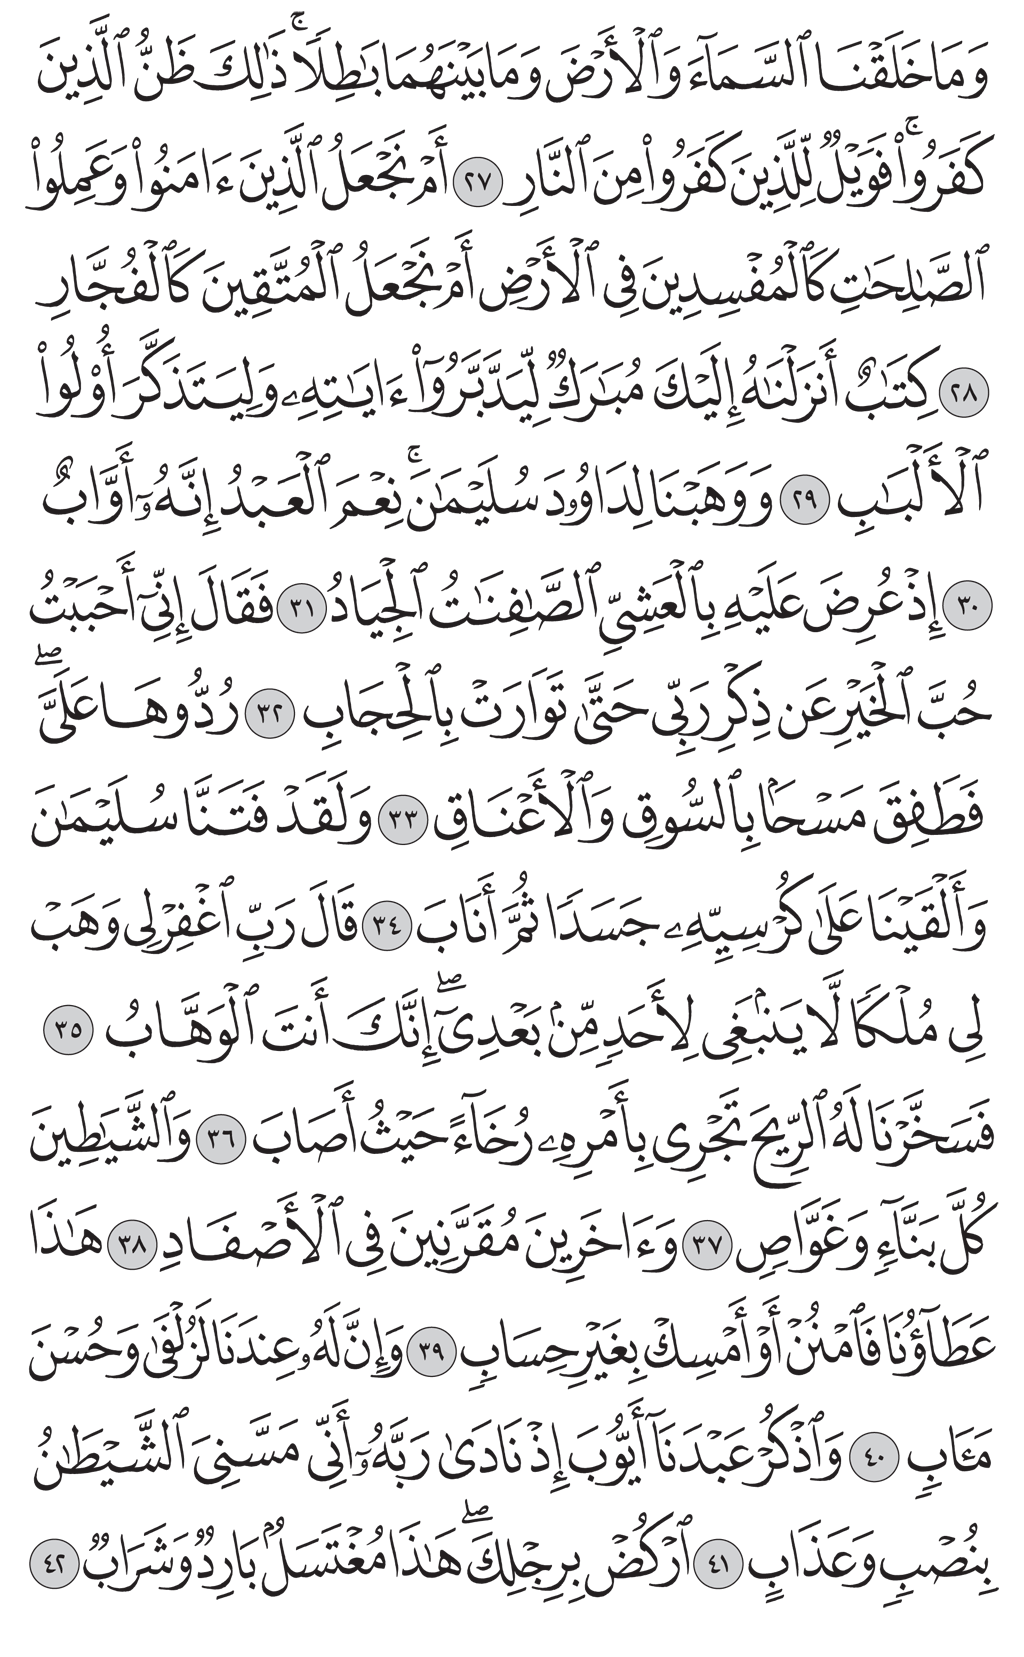 وَمَا خَلَقْنَا ٱلسَّمَآءَ وَٱلْأَرْضَ وَمَا بَيْنَهُمَا بَٰطِلًا ۚ ذَٰلِكَ ظَنُّ ٱلَّذِينَ
كَفَرُوا۟ ۚ فَوَيْلٌ لِّلَّذِينَ كَفَرُوا۟ مِنَ ٱلنَّارِ ٢٧ أَمْ نَجْعَلُ ٱلَّذِينَ ءَامَنُوا۟ وَعَمِلُوا۟
ٱلصَّٰلِحَٰتِ كَٱلْمُفْسِدِينَ فِى ٱلْأَرْضِ أَمْ نَجْعَلُ ٱلْمُتَّقِينَ كَٱلْفُجَّارِ
٢٨ كِتَٰبٌ أَنزَلْنَٰهُ إِلَيْكَ مُبَٰرَكٌ لِّيَدَّبَّرُوٓا۟ ءَايَٰتِهِۦ وَلِيَتَذَكَّرَ أُو۟لُوا۟
ٱلْأَلْبَٰبِ ٢٩ وَوَهَبْنَا لِدَاوُۥدَ سُلَيْمَٰنَ ۚ نِعْمَ ٱلْعَبْدُ إِنَّهُۥٓ أَوَّابٌ
٣٠ إِذْ عُرِضَ عَلَيْهِ بِٱلْعَشِىِّ ٱلصَّٰفِنَٰتُ ٱلْجِيَادُ ٣١ فَقَالَ إِنِّىٓ أَحْبَبْتُ
حُبَّ ٱلْخَيْرِ عَن ذِكْرِ رَبِّى حَتَّىٰ تَوَارَتْ بِٱلْحِجَابِ ٣٢ رُدُّوهَا عَلَىَّ ۖ
فَطَفِقَ مَسْحًۢا بِٱلسُّوقِ وَٱلْأَعْنَاقِ ٣٣ وَلَقَدْ فَتَنَّا سُلَيْمَٰنَ
وَأَلْقَيْنَا عَلَىٰ كُرْسِيِّهِۦ جَسَدًا ثُمَّ أَنَابَ ٣٤ قَالَ رَبِّ ٱغْفِرْ لِى وَهَبْ
لِى مُلْكًا لَّا يَنۢبَغِى لِأَحَدٍ مِّنۢ بَعْدِىٓ ۖ إِنَّكَ أَنتَ ٱلْوَهَّابُ ٣٥
فَسَخَّرْنَا لَهُ ٱلرِّيحَ تَجْرِى بِأَمْرِهِۦ رُخَآءً حَيْثُ أَصَابَ ٣٦ وَٱلشَّيَٰطِينَ
كُلَّ بَنَّآءٍ وَغَوَّاصٍ ٣٧ وَءَاخَرِينَ مُقَرَّنِينَ فِى ٱلْأَصْفَادِ ٣٨ هَٰذَا
عَطَآؤُنَا فَٱمْنُنْ أَوْ أَمْسِكْ بِغَيْرِ حِسَابٍ ٣٩ وَإِنَّ لَهُۥ عِندَنَا لَزُلْفَىٰ وَحُسْنَ
مَـَٔابٍ ٤٠ وَٱذْكُرْ عَبْدَنَآ أَيُّوبَ إِذْ نَادَىٰ رَبَّهُۥٓ أَنِّى مَسَّنِىَ ٱلشَّيْطَٰنُ
بِنُصْبٍ وَعَذَابٍ ٤١ ٱرْكُضْ بِرِجْلِكَ ۖ هَٰذَا مُغْتَسَلٌۢ بَارِدٌ وَشَرَابٌ ٤٢